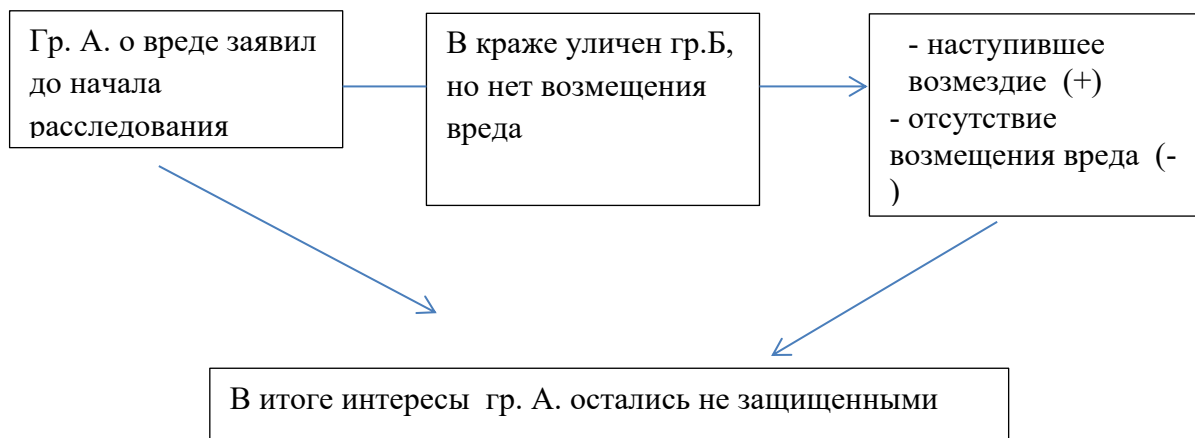 Гр. А. о вреде заявил
до начала
расследования
В краже уличен гр.Б,
но нет возмещения
вреда
- наступившее
возмездие (+)
- отсутствие
возмещения вреда (-
)
В итоге интересы гр. А. остались не защищенными